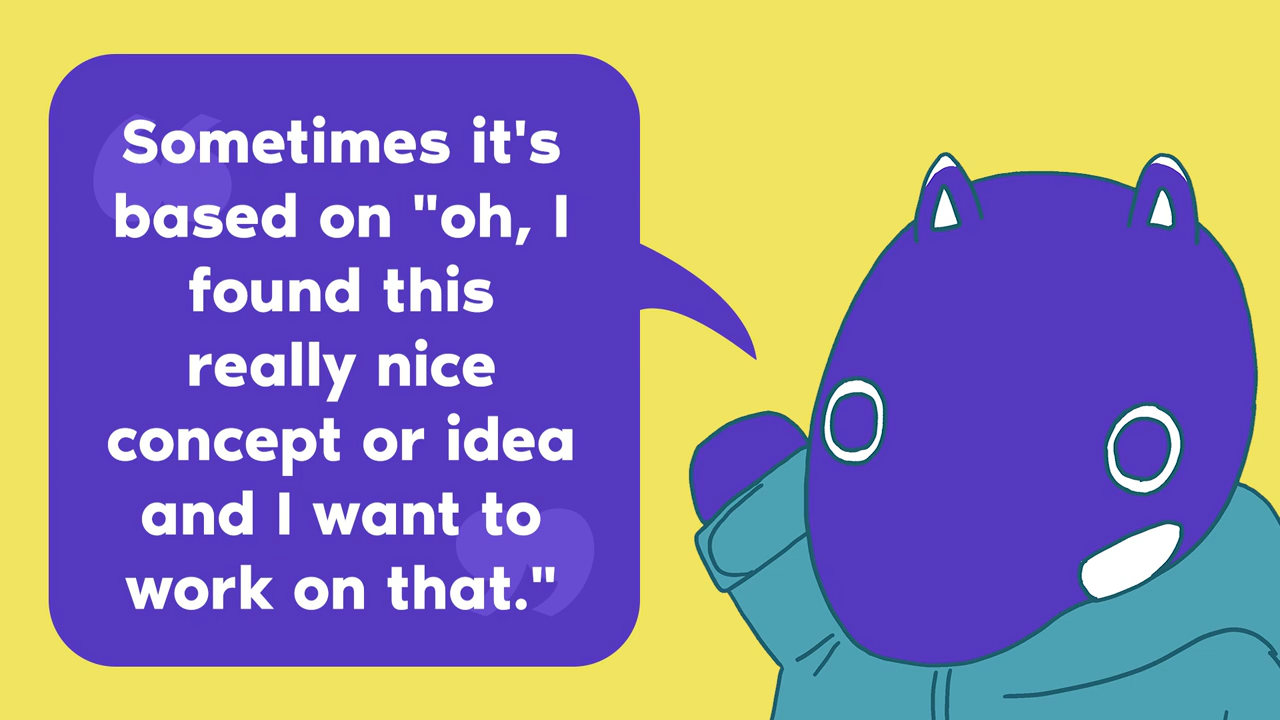 Sometimes it's
based on "oh, I
found this
really nice
concept or idea
and I want to
work on that."